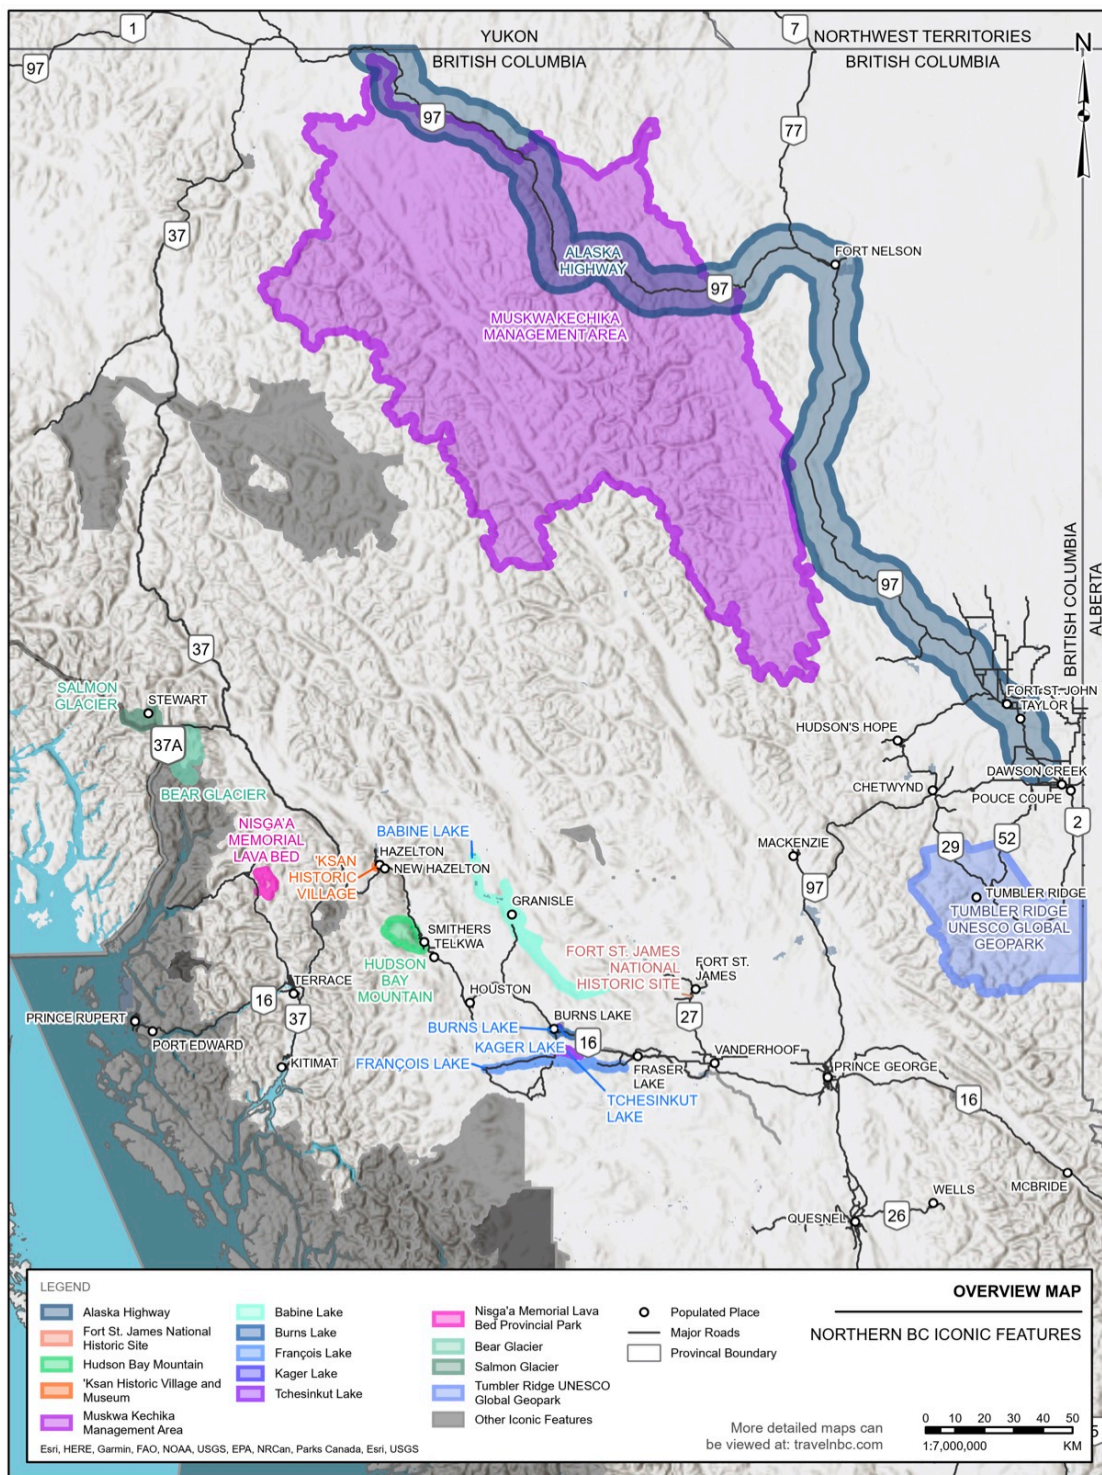 1
7
YUKON
NORTHWEST TERRITORIES
N
97
BRITISH COLUMBIA
BRITISH COLUMBIA
97
77
37
FORT NELSON
ALASKA
HIGHWAY
97
MUSKWA KECHIKA
MANAGEMENT AREA
BRITISH COLUMBIA
ALBERTA
97
37
SALMON
GLACIER
STEWART
FORT ST. JOHN
TAYLOR
HUDSON'S HOPE
37A
DAWSON CREEK
BEAR GLACIER
CHETWYND
POUCE COUPE
NISGA'A
MEMORIAL
LAVA BED
BABINE LAKE
2
52
29
MACKENZIE
HAZELTON
'KSAN
HISTORIC
VILLAGE
NEW HAZELTON
97
TUMBLER RIDGE
GRANISLE
TUMBLER RIDGE
UNESCO GLOBAL
GEOPARK
SMITHERS
TELKWA
HUDSON
BAY
MOUNTAIN
FORT ST. JAMES
NATIONAL
HISTORIC SITE
FORT ST.
JAMES
TERRACE
16
HOUSTON
37
27
PRINCE RUPERT
BURNS LAKE
BURNS LAKE
PORT EDWARD
KAGER LAKE
16
VANDERHOOF
KITIMAT
FRANÇOIS LAKE
FRASER
LAKE
PRINCE GEORGE
TCHESINKUT
LAKE
16
MCBRIDE
WELLS
QUESNEL
26
LEGEND
Alaska Highway
Fort St. James National
Historic Site
Hudson Bay Mountain
'Ksan Historic Village and
Museum
Muskwa Kechika
Management Area
Babine Lake
Burns Lake
François Lake
Kager Lake
Tchesinkut Lake
Nisga'a Memorial Lava
Bed Provincial Park
Bear Glacier
Salmon Glacier
Tumbler Ridge UNESCO
Global Geopark
Other Iconic Features
Populated Place
Major Roads
Provincal Boundary
OVERVIEW MAP
NORTHERN BC ICONIC FEATURES
More detailed maps can
be viewed at: travelnbc.com
0 10 20 30 40 50
1:7,000,000 KM
5
Esri, HERE, Garmin, FAO, NOAA, USGS, EPA, NRCan, Parks Canada, Esri, USGS